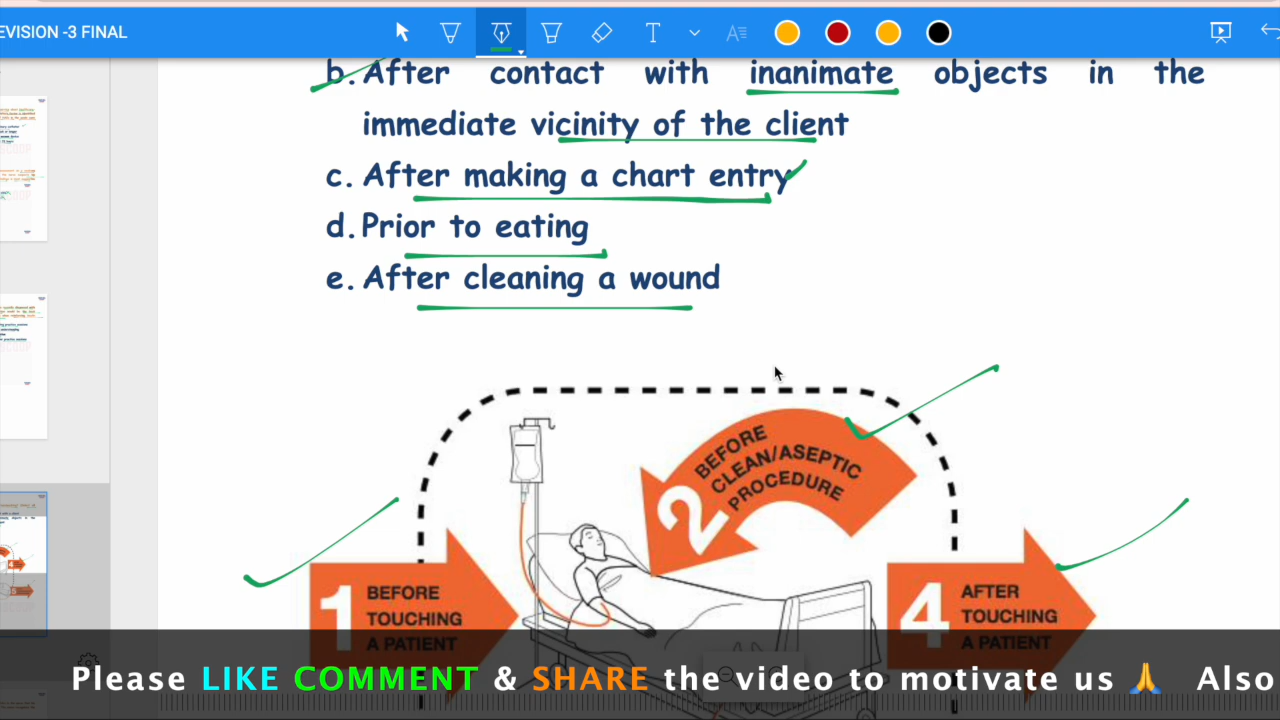 EVISION -3 FINAL
b. After contact with inanimate objects in the
immediate vicinity of the client
c. After making a chart entry
d. Prior to eating
e. After cleaning a wound
2 BEFORE
CLEAN/ASEPTIC
PROCEDURE
1 BEFORE
TOUCHING
A PATIENT
4 AFTER
TOUCHING
A PATIENT
Please LIKE COMMENT & SHARE the video to motivate us 🙏 Also